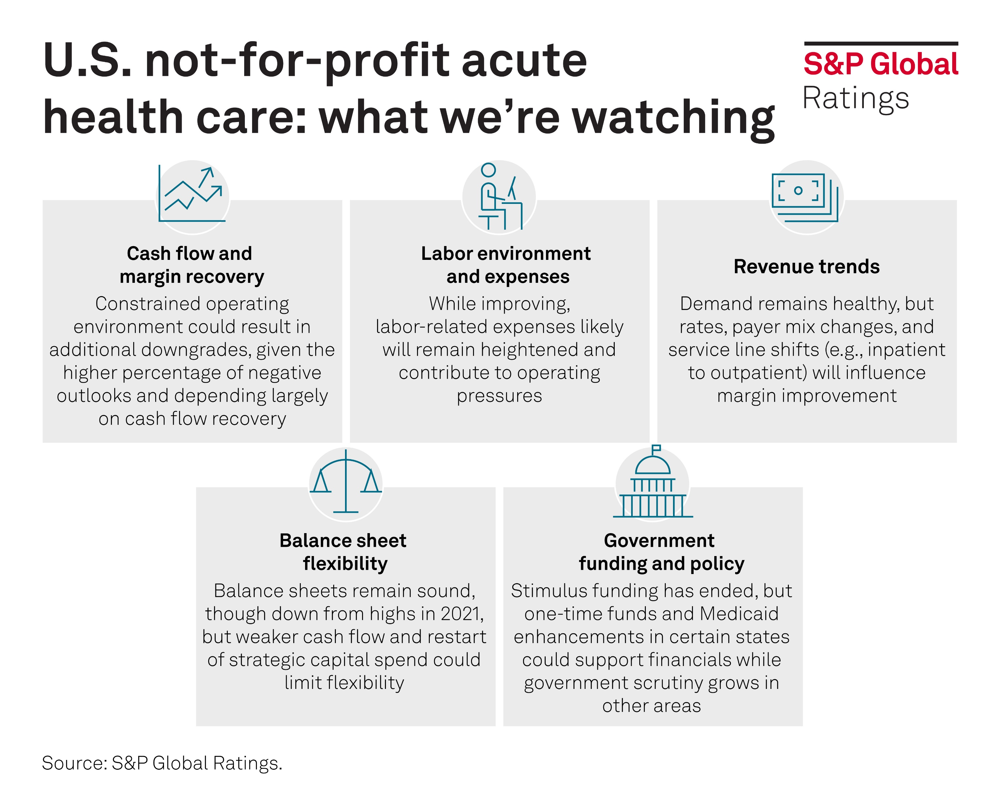 U.S. not-for-profit acute
health care: what we’re watching
S&P Global
Ratings
Cash flow and
margin recovery
Constrained operating
environment could result in
additional downgrades, given the
higher percentage of negative
outlooks and depending largely
on cash flow recovery
Labor environment
and expenses
While improving,
labor-related expenses likely
will remain heightened and
contribute to operating
pressures
Revenue trends
Demand remains healthy, but
rates, payer mix changes, and
service line shifts (e.g., inpatient
to outpatient) will influence
margin improvement
Balance sheet
flexibility
Balance sheets remain sound,
though down from highs in 2021,
but weaker cash flow and restart
of strategic capital spend could
limit flexibility
Government
funding and policy
Stimulus funding has ended, but
one-time funds and Medicaid
enhancements in certain states
could support financials while
government scrutiny grows in
other areas
Source: S&P Global Ratings.